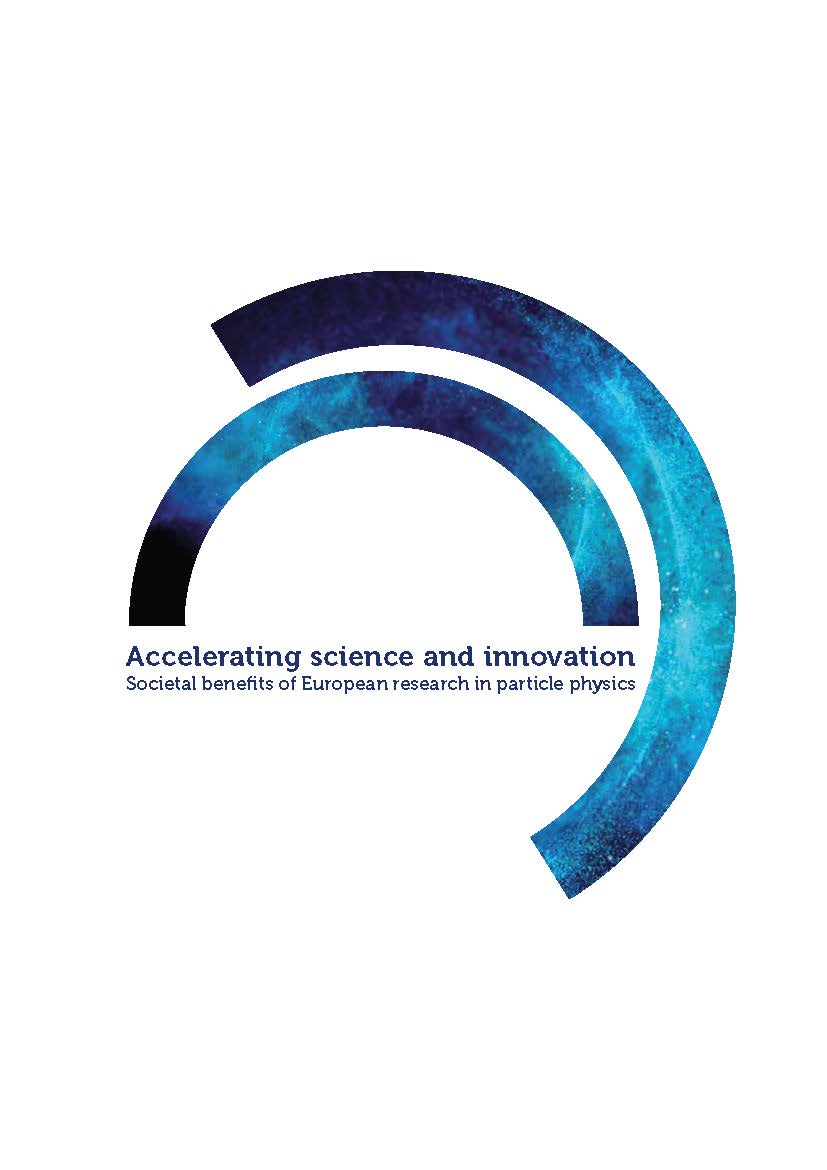 Accelerating science and innovation
Societal benefits of European research in particle physics